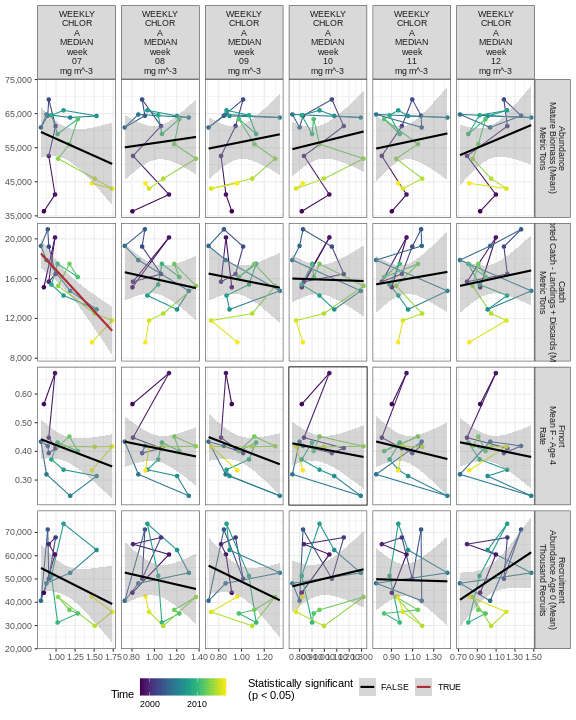 WEEKLY
CHLOR
A
MEDIAN
week
07
mg m^-3
WEEKLY
CHLOR
A
MEDIAN
week
08
mg m^-3
WEEKLY
CHLOR
A
MEDIAN
week
09
mg m^-3
WEEKLY
CHLOR
A
MEDIAN
week
10
mg m^-3
WEEKLY
CHLOR
A
MEDIAN
week
11
mg m^-3
WEEKLY
CHLOR
A
MEDIAN
week
12
mg m^-3
75,000
65,000
55,000
45,000
35,000
Abundance
Mature Biomass (Mean)
Metric Tons
20,000
16,000
12,000
8,000
Catch
rted Catch - Landings + Discards (M
Metric Tons
0.60
0.50
0.40
0.30
Fmort
Mean F - Age 4
Rate
70,000
60,000
50,000
40,000
30,000
20,000
Recruitment
Abundance Age 0 (Mean)
Thousand Recruits
1.00 1.25 1.50 1.75
0.80 1.00 1.20 1.40
0.80 1.00 1.20
0.90 1.10 1.30
0.70 0.90 1.10 1.30 1.50
Time
2000 2010
Statistically significant
(p < 0.05)
FALSE
TRUE